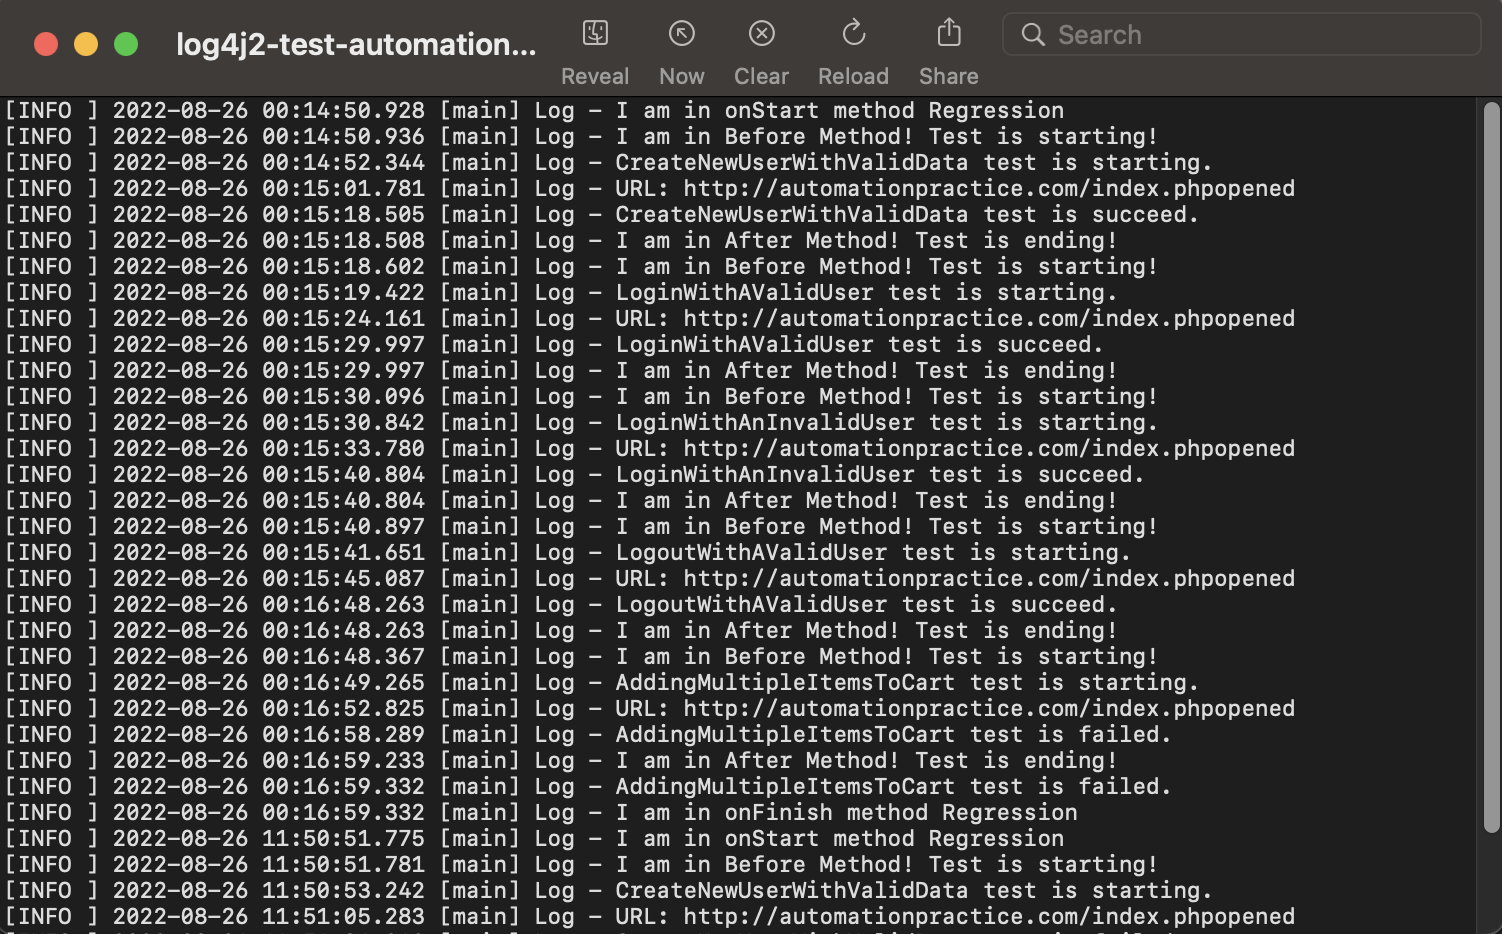 log4j2-test-automation...
Reveal Now Clear Reload Share
Search
[INFO ] 2022-08-26 00:14:50.928 [main] Log - I am in onStart method Regression
[INFO ] 2022-08-26 00:14:50.936 [main] Log - I am in Before Method! Test is starting!
[INFO ] 2022-08-26 00:14:52.344 [main] Log - CreateNewUserWithValidData test is starting.
[INFO ] 2022-08-26 00:15:01.781 [main] Log - URL: http://automationpractice.com/index.phpopened
[INFO ] 2022-08-26 00:15:18.505 [main] Log - CreateNewUserWithValidData test is succeed.
[INFO ] 2022-08-26 00:15:18.508 [main] Log - I am in After Method! Test is ending!
[INFO ] 2022-08-26 00:15:18.602 [main] Log - I am in Before Method! Test is starting!
[INFO ] 2022-08-26 00:15:19.422 [main] Log - LoginWithAValidUser test is starting.
[INFO ] 2022-08-26 00:15:24.161 [main] Log - URL: http://automationpractice.com/index.phpopened
[INFO ] 2022-08-26 00:15:29.997 [main] Log - LoginWithAValidUser test is succeed.
[INFO ] 2022-08-26 00:15:29.997 [main] Log - I am in After Method! Test is ending!
[INFO ] 2022-08-26 00:15:30.096 [main] Log - I am in Before Method! Test is starting!
[INFO ] 2022-08-26 00:15:30.842 [main] Log - LoginWithAnInvalidUser test is starting.
[INFO ] 2022-08-26 00:15:33.780 [main] Log - URL: http://automationpractice.com/index.phpopened
[INFO ] 2022-08-26 00:15:40.804 [main] Log - LoginWithAnInvalidUser test is succeed.
[INFO ] 2022-08-26 00:15:40.804 [main] Log - I am in After Method! Test is ending!
[INFO ] 2022-08-26 00:15:40.897 [main] Log - I am in Before Method! Test is starting!
[INFO ] 2022-08-26 00:15:41.651 [main] Log - LogoutWithAValidUser test is starting.
[INFO ] 2022-08-26 00:15:45.087 [main] Log - URL: http://automationpractice.com/index.phpopened
[INFO ] 2022-08-26 00:16:48.263 [main] Log - LogoutWithAValidUser test is succeed.
[INFO ] 2022-08-26 00:16:48.263 [main] Log - I am in After Method! Test is ending!
[INFO ] 2022-08-26 00:16:48.367 [main] Log - I am in Before Method! Test is starting!
[INFO ] 2022-08-26 00:16:49.265 [main] Log - AddingMultipleItemsToCart test is starting.
[INFO ] 2022-08-26 00:16:52.825 [main] Log - URL: http://automationpractice.com/index.phpopened
[INFO ] 2022-08-26 00:16:58.289 [main] Log - AddingMultipleItemsToCart test is failed.
[INFO ] 2022-08-26 00:16:59.233 [main] Log - I am in After Method! Test is ending!
[INFO ] 2022-08-26 00:16:59.332 [main] Log - AddingMultipleItemsToCart test is failed.
[INFO ] 2022-08-26 00:16:59.332 [main] Log - I am in onFinish method Regression
[INFO ] 2022-08-26 11:50:51.775 [main] Log - I am in onStart method Regression
[INFO ] 2022-08-26 11:50:51.781 [main] Log - I am in Before Method! Test is starting!
[INFO ] 2022-08-26 11:50:53.242 [main] Log - CreateNewUserWithValidData test is starting.
[INFO ] 2022-08-26 11:51:05.283 [main] Log - URL: http://automationpractice.com/index.phpopened